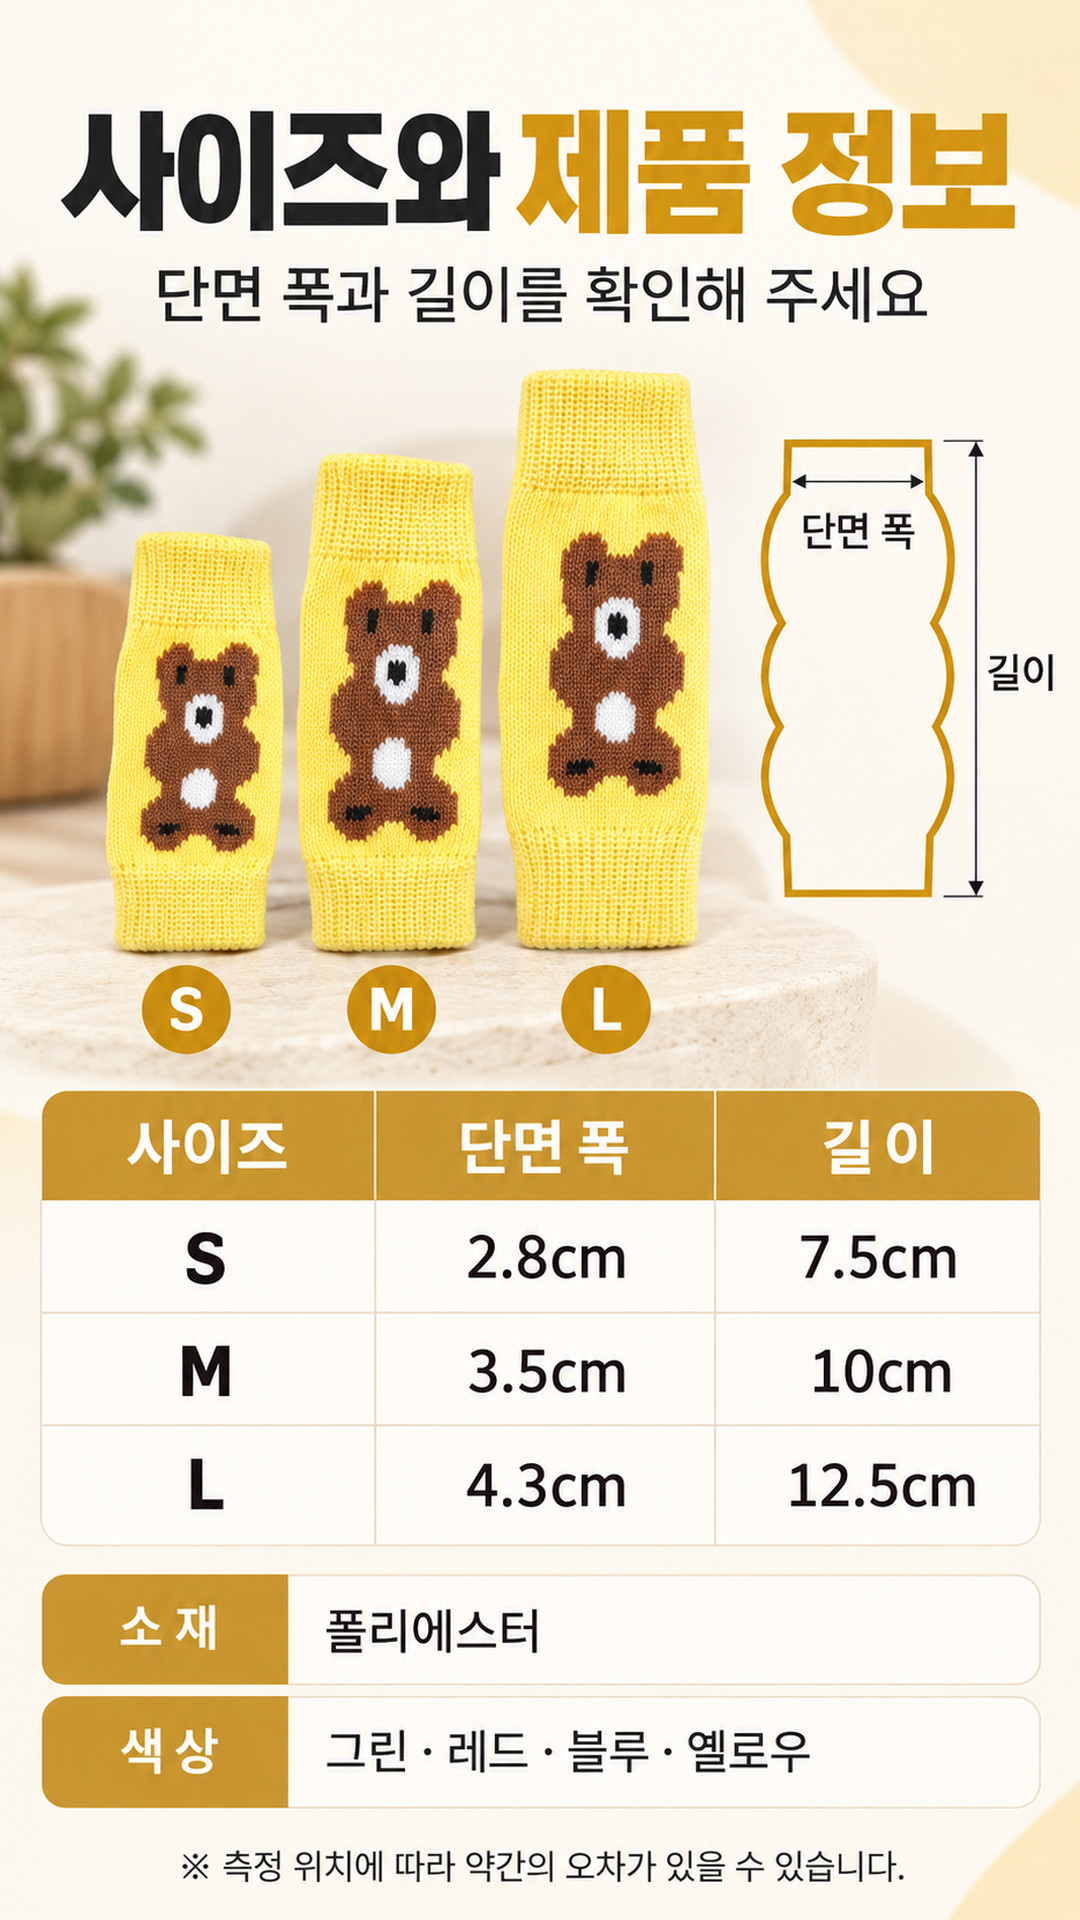 사이즈와 제품 정보
단면 폭과 길이를 확인해 주세요
단면 폭
길이
S M L
사이즈 단면 폭 길이
S 2.8cm 7.5cm
M 3.5cm 10cm
L 4.3cm 12.5cm
소재 폴리에스터
색상 그린 · 레드 · 블루 · 옐로우
※ 측정 위치에 따라 약간의 오차가 있을 수 있습니다.